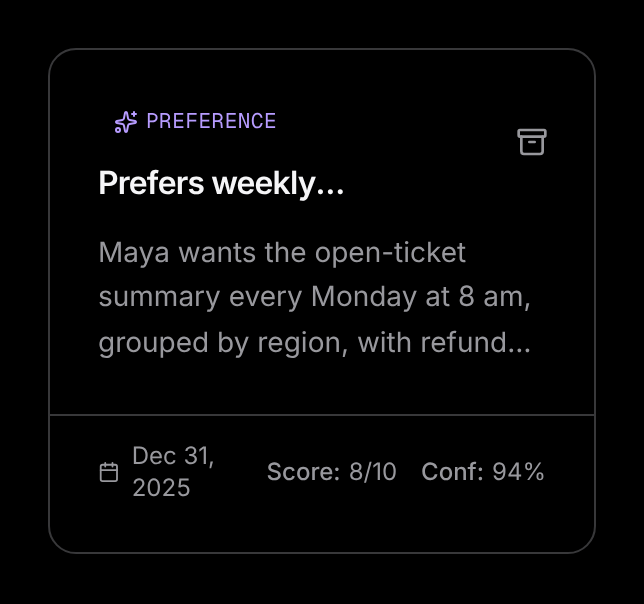 PREFERENCE
Prefers weekly...
Maya wants the open-ticket
summary every Monday at 8 am,
grouped by region, with refund...
Dec 31,
2025
Score: 8/10
Conf: 94%